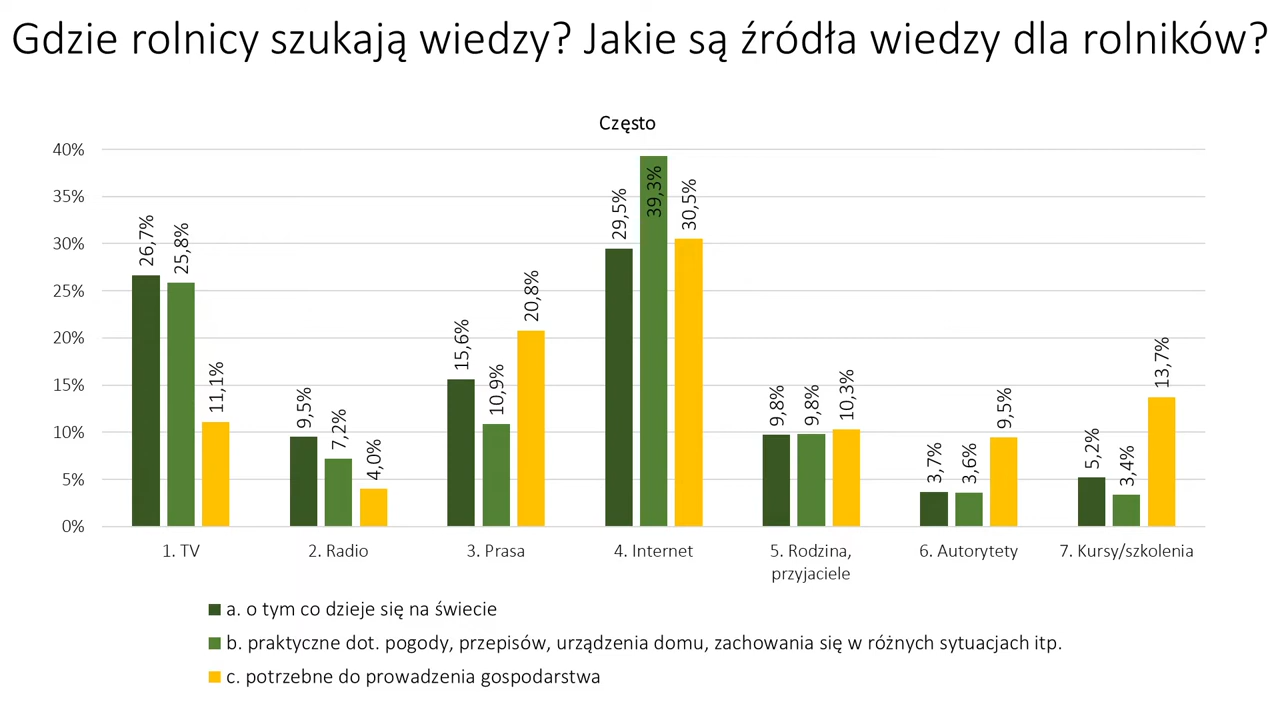 Gdzie rolnicy szukają wiedzy? Jakie są źródła wiedzy dla rolników?
Często
40%
35%
30%
25%
20%
15%
10%
5%
0%
26,7%
25,8%
11,1%
9,5%
7,2%
4,0%
15,6%
10,9%
20,8%
29,5%
39,3%
30,5%
9,8%
9,8%
10,3%
3,7%
3,6%
9,5%
5,2%
3,4%
13,7%
1. TV
2. Radio
3. Prasa
4. Internet
5. Rodzina,
przyjaciele
6. Autorytety
7. Kursy/szkolenia
a. o tym co dzieje się na świecie
b. praktyczne dot. pogody, przepisów, urządzenia domu, zachowania się w różnych sytuacjach itp.
c. potrzebne do prowadzenia gospodarstwa